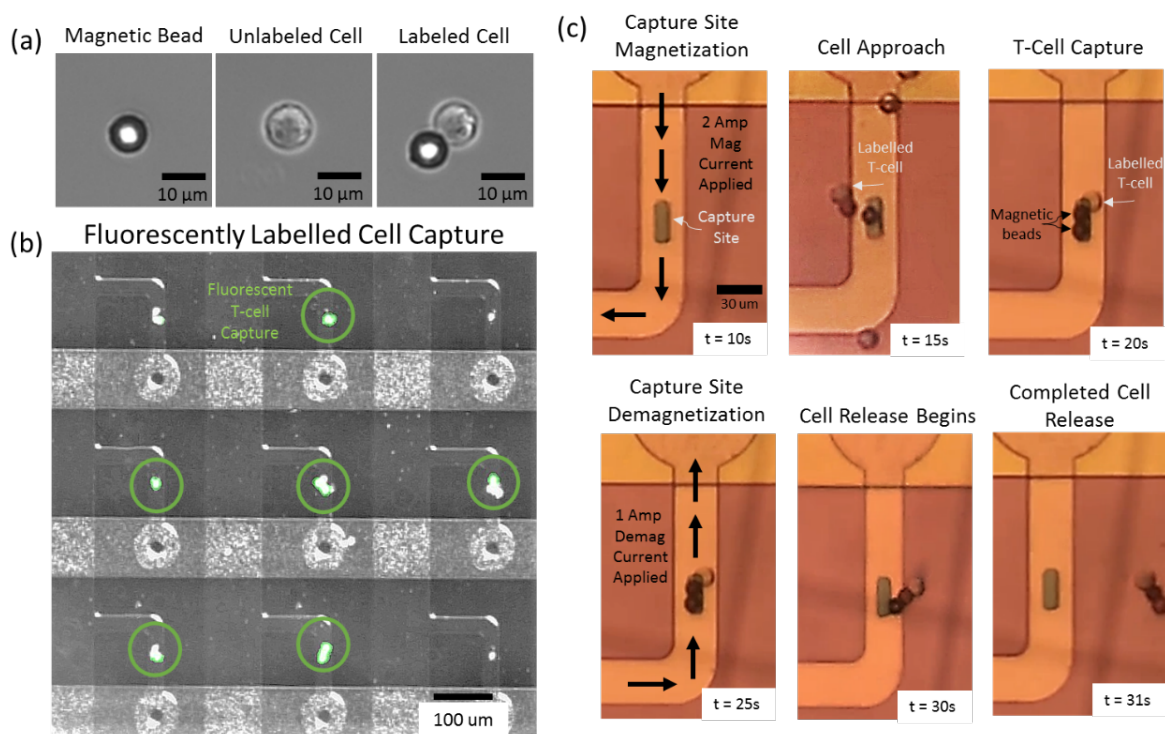 (a)
Magnetic Bead
Unlabeled Cell
Labeled Cell
10 µm
10 µm
10 µm
(b)
Fluorescently Labelled Cell Capture
Fluorescent
T-cell
Capture
100 um
(c)
Capture Site
Magnetization
2 Amp
Mag
Current
Applied
Capture
Site
30 um
t = 10s
Cell Approach
Labelled
T-cell
t = 15s
T-Cell Capture
Labelled
T-cell
Magnetic
beads
t = 20s
Capture Site
Demagnetization
1 Amp
Demag
Current
Applied
t = 25s
Cell Release Begins
t = 30s
Completed Cell
Release
t = 31s